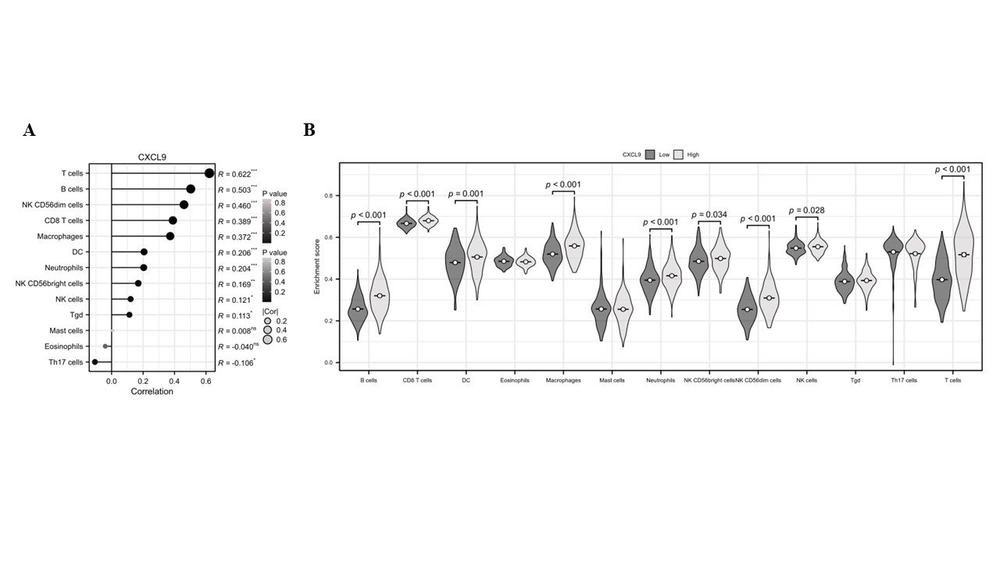 A
B
CXCL9
T cells
B cells
NK CD56dim cells
CD8 T cells
Macrophages
DC
Neutrophils
NK CD56bright cells
NK cells
Tgd
Mast cells
Eosinophils
Th17 cells
R = 0.622***
R = 0.503***
R = 0.460***
R = 0.389***
R = 0.372***
R = 0.206***
R = 0.204***
R = 0.169**
R = 0.121*
R = 0.113*
R = 0.008ns
R = -0.040ns
R = -0.106*
0.0 0.2 0.4 0.6
Correlation
P value
0.8
0.6
0.4
0.2
P value
0.8
0.6
0.4
0.2
|Cor|
0.2
0.4
0.6
CXCL9 Low High
Enrichment score
0.8
0.6
0.4
0.2
0.0
p < 0.001
p < 0.001
p = 0.001
p < 0.001
p < 0.001
p = 0.034
p < 0.001
p = 0.028
p < 0.001
B cells CD8 T cells DC Eosinophils Macrophages Mast cells Neutrophils NK CD56bright cells NK CD56dim cells NK cells Tgd Th17 cells T cells